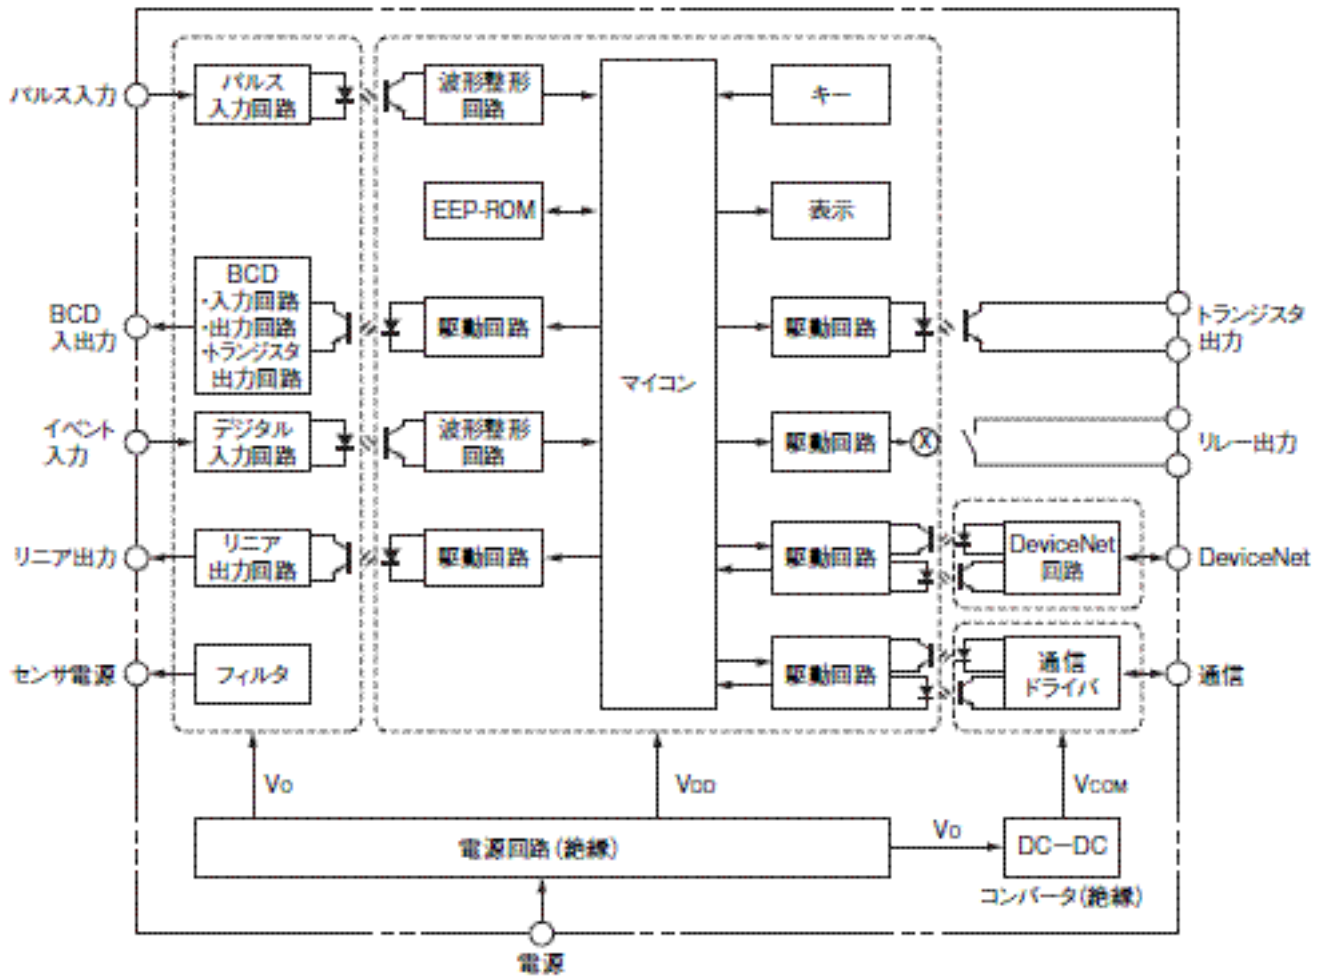 パルス入力
パルス
入力回路
波形整形
回路
キー
EEP-ROM
表示
BCD
入出力
BCD
・入力回路
・出力回路
・トランジスタ
出力回路
駆動回路
マイコン
駆動回路
トランジスタ
出力
イベント
入力
デジタル
入力回路
波形整形
回路
駆動回路
X
リレー出力
リニア出力
リニア
出力回路
駆動回路
駆動回路
DeviceNet
回路
DeviceNet
センサ電源
フィルタ
駆動回路
通信
ドライバ
通信
VO
VDD
VCOM
電源回路(絶縁)
VO
DC-DC
コンバータ(絶縁)
電源